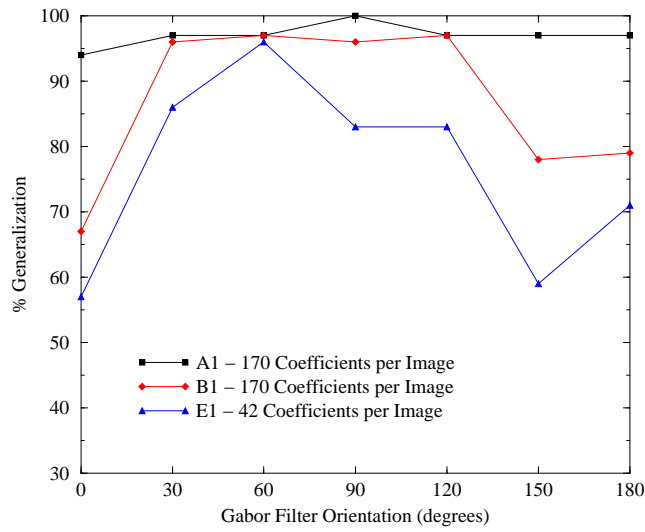 100
90
80
70
60
50
40
30
% Generalization
A1 – 170 Coefficients per Image
B1 – 170 Coefficients per Image
E1 – 42 Coefficients per Image
0 30 60 90 120 150 180
Gabor Filter Orientation (degrees)